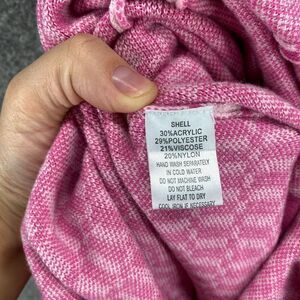 SHELL
30%ACRYLIC
29%POLYESTER
21%VISCOSE
20%NYLON
HAND WASH SEPARATELY
IN COLD WATER
DO NOT MACHINE WASH
DO NOT BLEACH
LAY FLAT TO DRY
COOL IRON IF NECESSARY